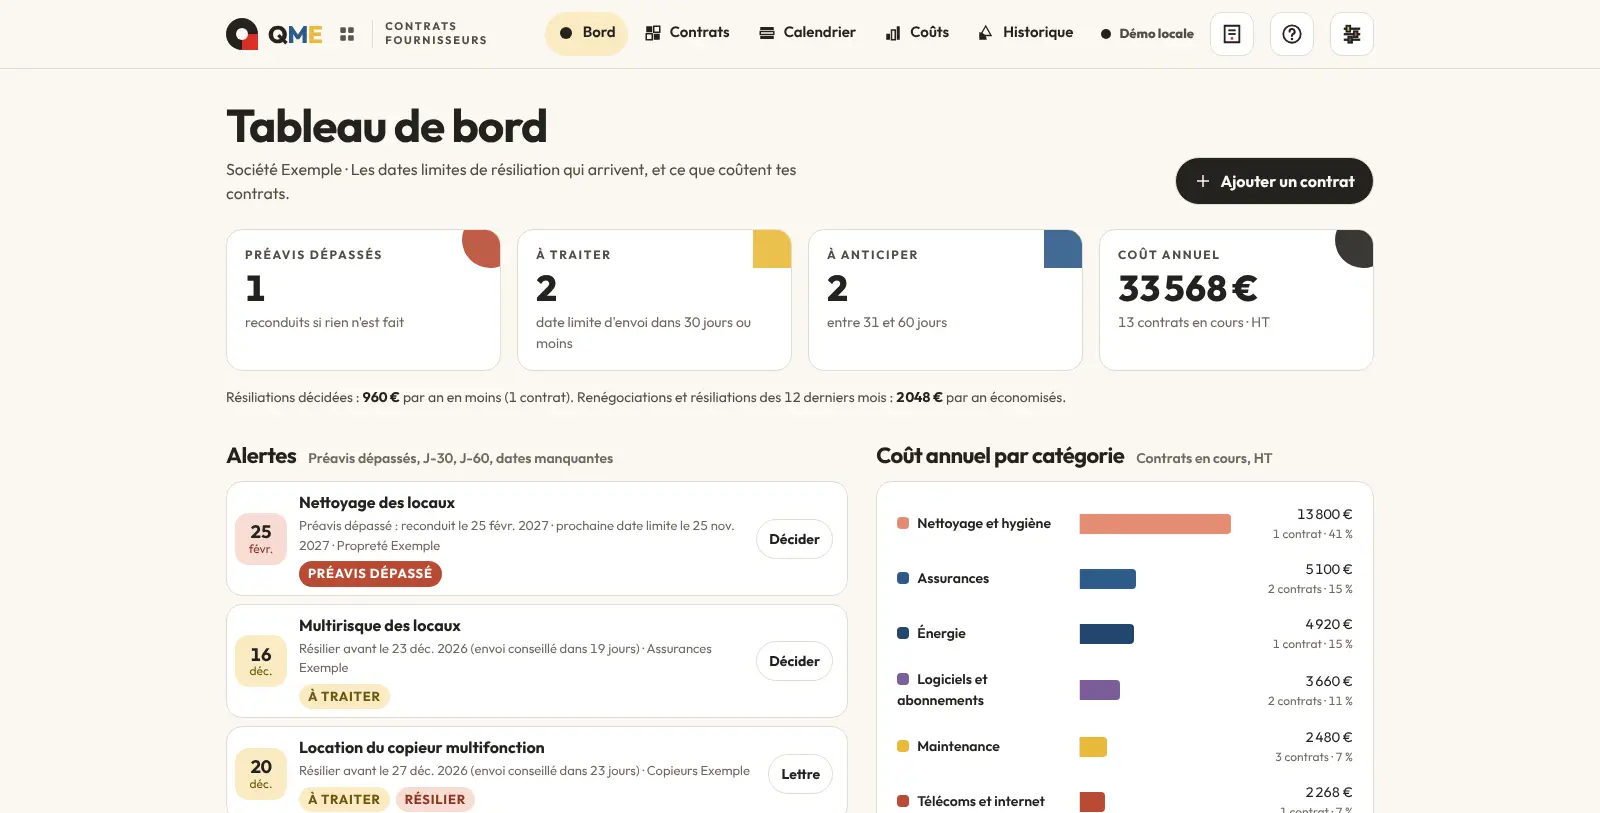 QME
CONTRATS
FOURNISSEURS
Bord
Contrats
Calendrier
Coûts
Historique
Démo locale
Tableau de bord
Société Exemple · Les dates limites de résiliation qui arrivent, et ce que coûtent tes
contrats.
+ Ajouter un contrat
PRÉAVIS DÉPASSÉS
1
reconduits si rien n'est fait
À TRAITER
2
date limite d'envoi dans 30 jours ou
moins
À ANTICIPER
2
entre 31 et 60 jours
COÛT ANNUEL
33 568 €
13 contrats en cours · HT
Résiliations décidées : 960 € par an en moins (1 contrat). Renégociations et résiliations des 12 derniers mois : 2 048 € par an économisés.
Alertes Préavis dépassés, J-30, J-60, dates manquantes
25
févr.
Nettoyage des locaux
Préavis dépassé : reconduit le 25 févr. 2027 · prochaine date limite le 25 nov.
2027 · Propreté Exemple
PRÉAVIS DÉPASSÉ
Décider
16
déc.
Multirisque des locaux
Résilier avant le 23 déc. 2026 (envoi conseillé dans 19 jours) · Assurances
Exemple
À TRAITER
Décider
20
déc.
Location du copieur multifonction
Résilier avant le 27 déc. 2026 (envoi conseillé dans 23 jours) · Copieurs Exemple
À TRAITER RÉSILIER
Lettre
Coût annuel par catégorie Contrats en cours, HT
Nettoyage et hygiène
13 800 €
1 contrat · 41 %
Assurances
5 100 €
2 contrats · 15 %
Énergie
4 920 €
1 contrat · 15 %
Logiciels et
abonnements
3 660 €
2 contrats · 11 %
Maintenance
2 480 €
3 contrats · 7 %
Télécoms et internet
2 268 €
1 contrat · 7 %